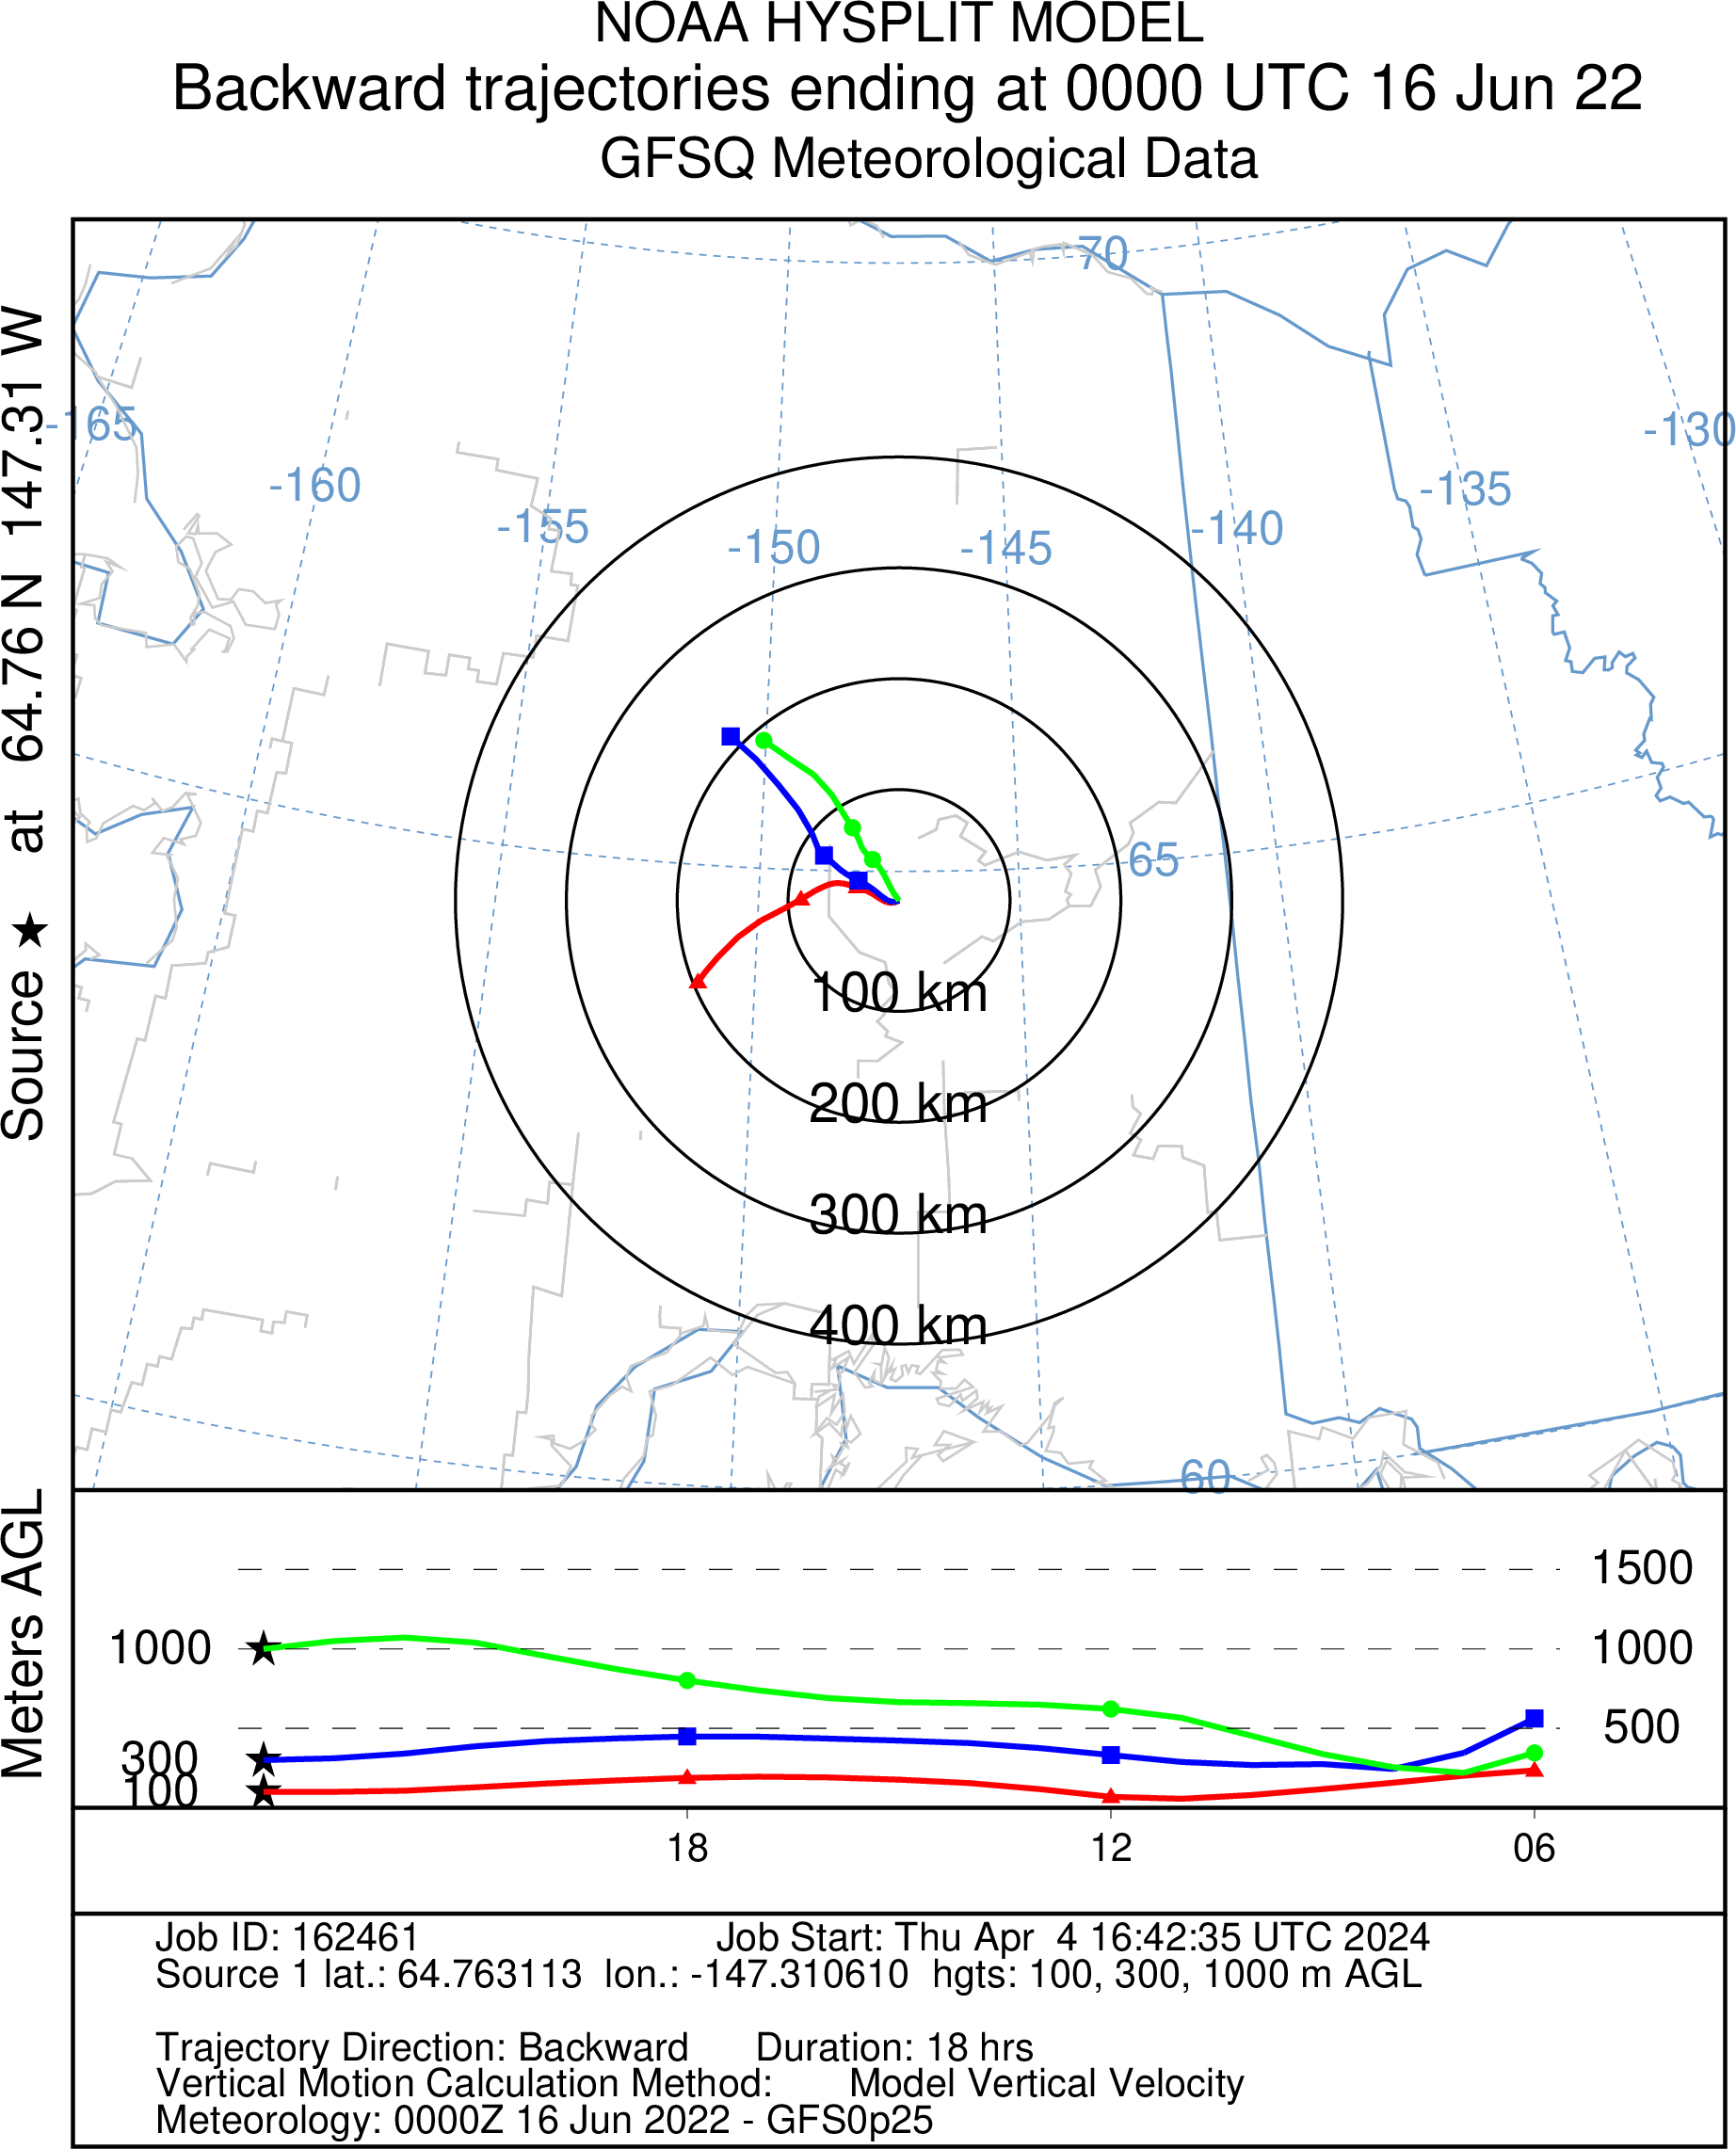 NOAA HYSPLIT MODEL
Backward trajectories ending at 0000 UTC 16 Jun 22
GFSQ Meteorological Data
Source ★ at 64.76 N 147.31 W
70
-165
-160
-155
-150
-145
-140
-135
-130
65
100 km
200 km
300 km
400 km
60
Meters AGL
1500
1000
1000
500
300
100
18
12
06
Job ID: 162461 Job Start: Thu Apr 4 16:42:35 UTC 2024
Source 1 lat.: 64.763113 lon.: -147.310610 hgts: 100, 300, 1000 m AGL
Trajectory Direction: Backward Duration: 18 hrs
Vertical Motion Calculation Method: Model Vertical Velocity
Meteorology: 0000Z 16 Jun 2022 - GFS0p25